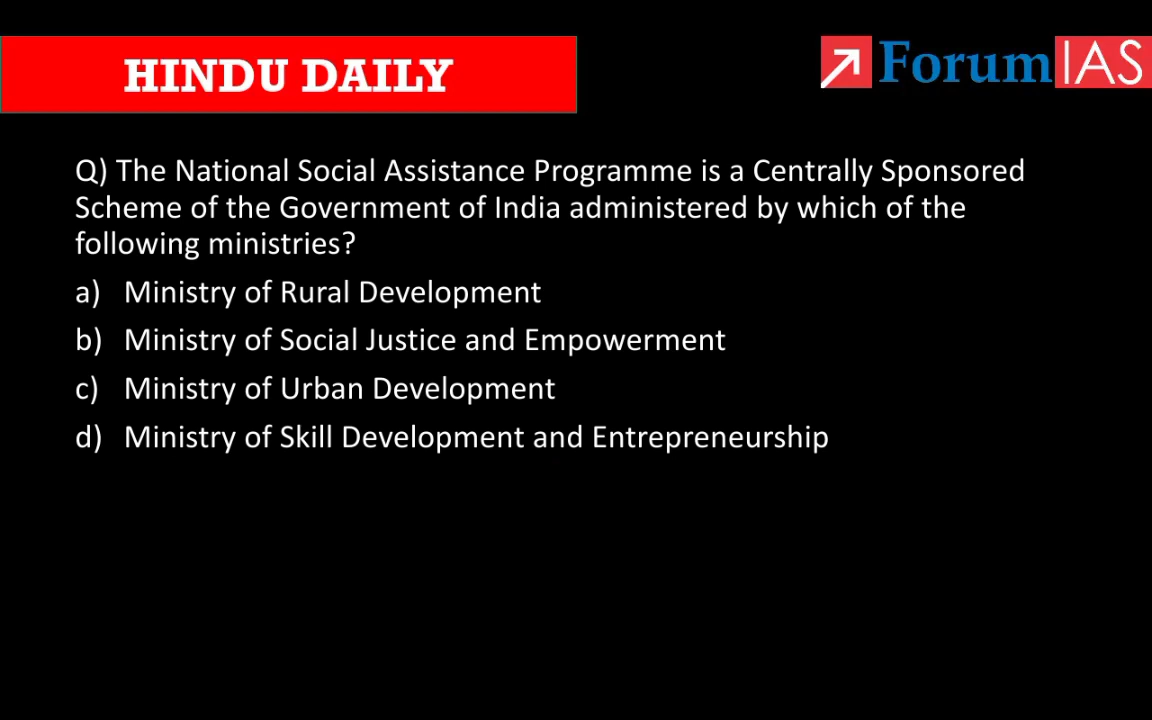 HINDU DAILY
ForumIAS
Q) The National Social Assistance Programme is a Centrally Sponsored
Scheme of the Government of India administered by which of the
following ministries?
a) Ministry of Rural Development
b) Ministry of Social Justice and Empowerment
c) Ministry of Urban Development
d) Ministry of Skill Development and Entrepreneurship